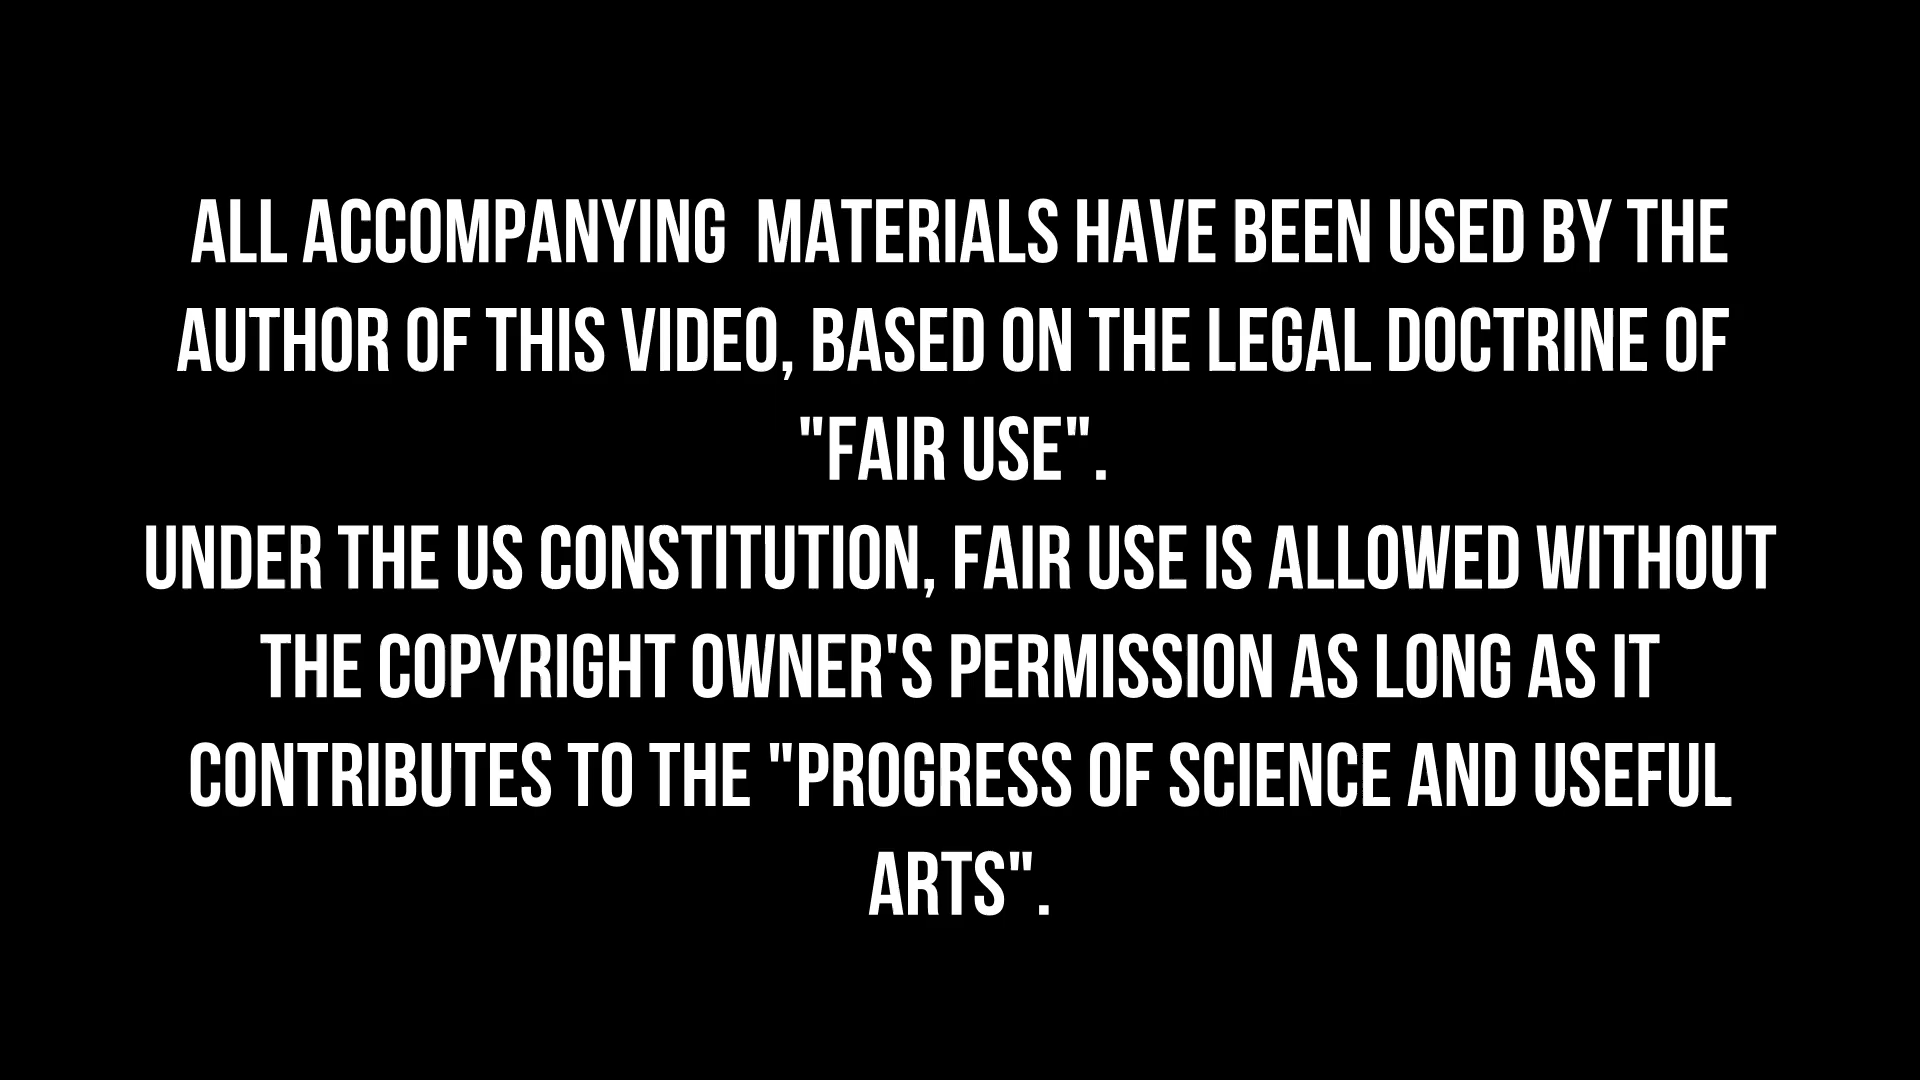 ALL ACCOMPANYING  MATERIALS HAVE BEEN USED BY THE
AUTHOR OF THIS VIDEO, BASED ON THE LEGAL DOCTRINE OF
"FAIR USE".
UNDER THE US CONSTITUTION, FAIR USE IS ALLOWED WITHOUT
THE COPYRIGHT OWNER'S PERMISSION AS LONG AS IT
CONTRIBUTES TO THE "PROGRESS OF SCIENCE AND USEFUL
ARTS".